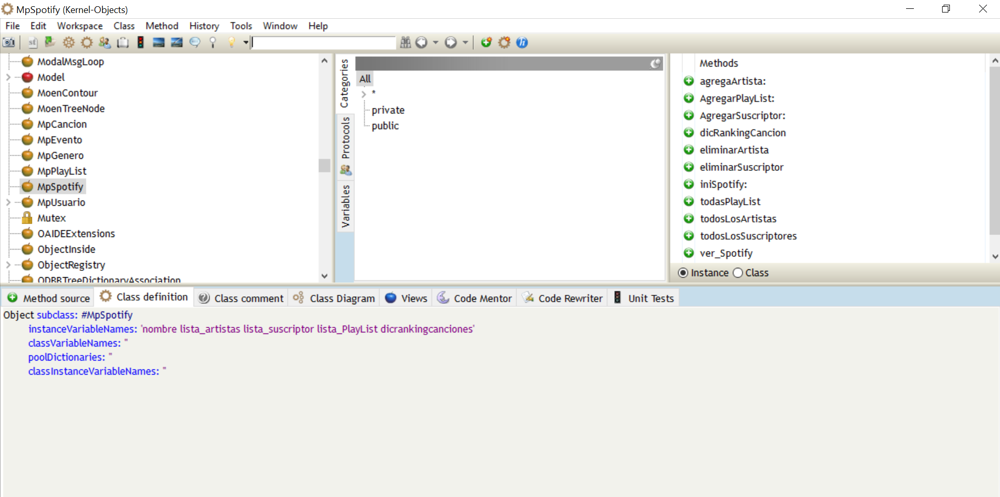 MpSpotify (Kernel-Objects)
File Edit Workspace Class Method History Tools Window Help
st
h
ModalMsgLoop
Model
MoenContour
MoenTreeNode
MpCancion
MpEvento
MpGenero
MpPlayList
MpSpotify
MpUsuario
Mutex
OAIDEExtensions
ObjectInside
ObjectRegistry
ODBBTreeDictionaryAssociation
Categories
Protocols
Variables
All
*
private
public
Methods
agregaArtista:
AgregarPlayList:
AgregarSuscriptor:
dicRankingCancion
eliminarArtista
eliminarSuscriptor
iniSpotify:
todasPlayList
todosLosArtistas
todosLosSuscriptores
ver_Spotify
Instance Class
Method source Class definition Class comment Class Diagram Views Code Mentor Code Rewriter Unit Tests
Object subclass: #MpSpotify
instanceVariableNames: 'nombre lista_artistas lista_suscriptor lista_PlayList dicrankingcanciones'
classVariableNames: ''
poolDictionaries: ''
classInstanceVariableNames: ''